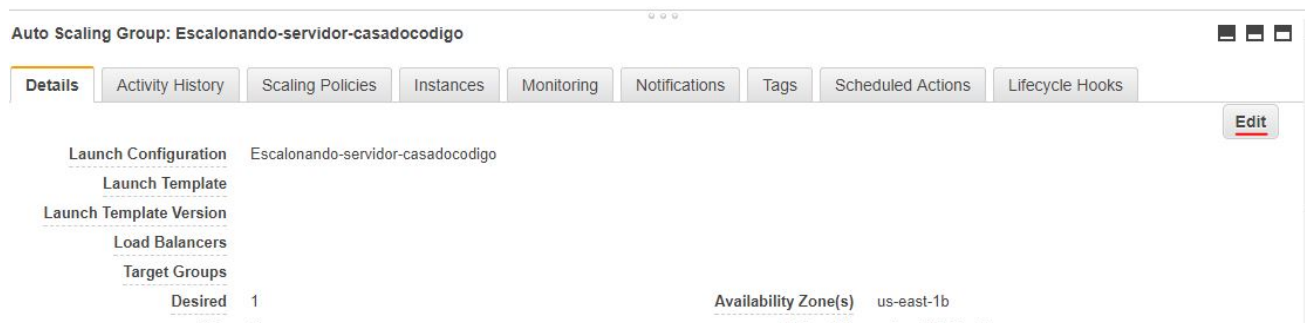 Auto Scaling Group: Escalonando-servidor-casadocodigo
Details Activity History Scaling Policies Instances Monitoring Notifications Tags Scheduled Actions Lifecycle Hooks
Edit
Launch Configuration Escalonando-servidor-casadocodigo
Launch Template
Launch Template Version
Load Balancers
Target Groups
Desired 1 Availability Zone(s) us-east-1b